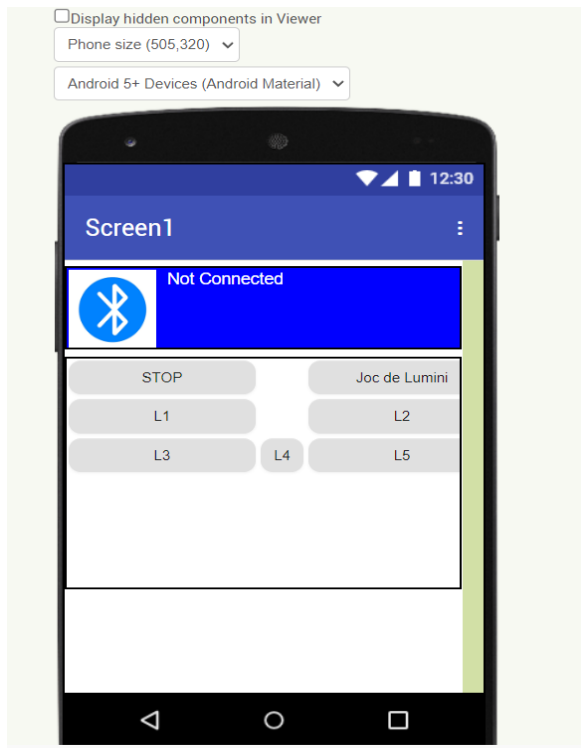 Display hidden components in Viewer
Phone size (505,320)
Android 5+ Devices (Android Material)
12:30
Screen1
Not Connected
STOP Joc de Lumini
L1 L2
L3 L4 L5